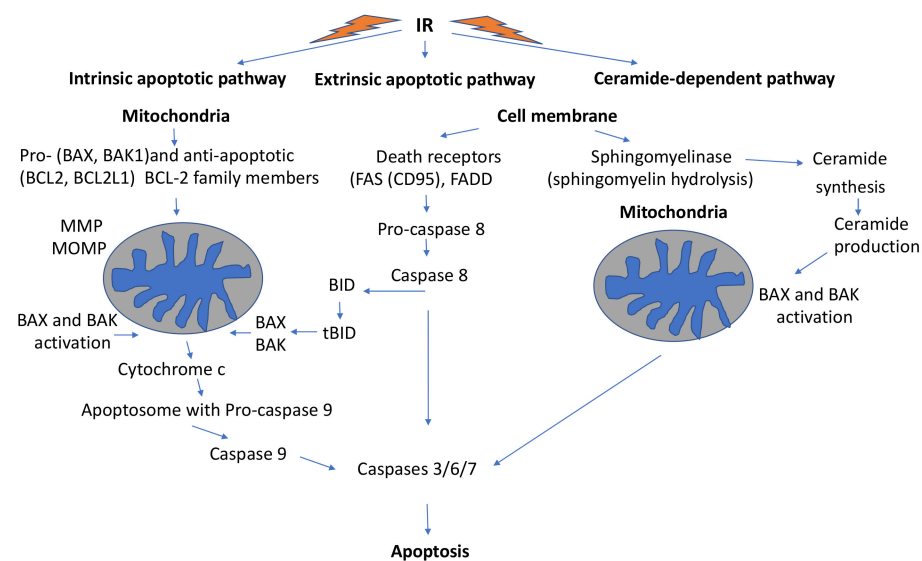 IR
Intrinsic apoptotic pathway
Extrinsic apoptotic pathway
Ceramide-dependent pathway
Mitochondria
Cell membrane
Pro- (BAX, BAK1)and anti-apoptotic
(BCL2, BCL2L1) BCL-2 family members
Death receptors
(FAS (CD95), FADD
Sphingomyelinase
(sphingomyelin hydrolysis)
Ceramide
synthesis
Mitochondria
MMP
MOMP
Pro-caspase 8
Ceramide
production
Caspase 8
BID
BAX and BAK
activation
BAX and BAK
activation
BAX
BAK
tBID
Cytochrome c
Apoptosome with Pro-caspase 9
Caspase 9
Caspases 3/6/7
Apoptosis